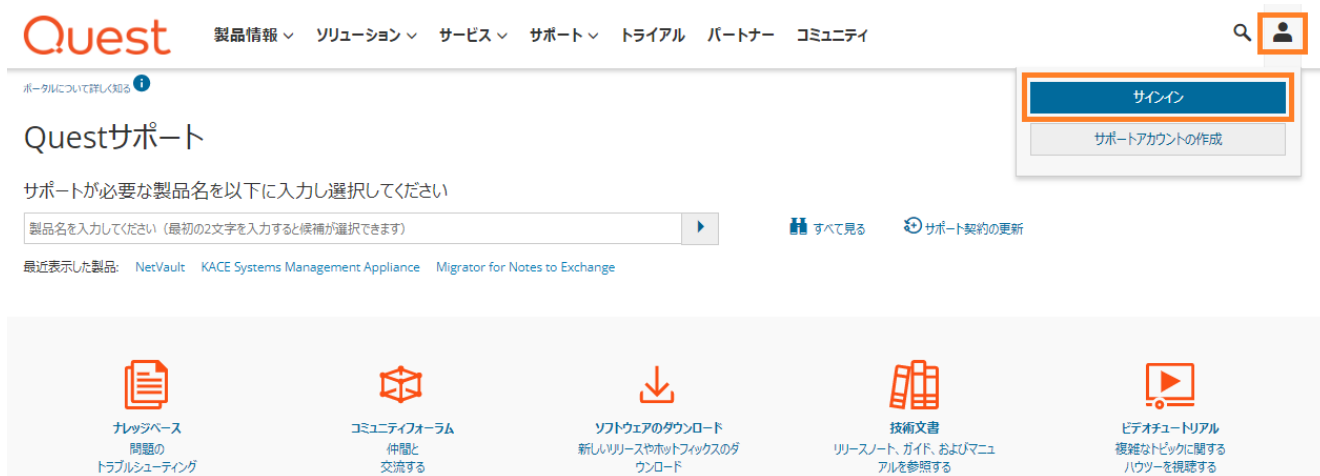 Quest 製品情報 ソリューション サービス サポート トライアル パートナー コミュニティ
ポータルについて詳しく知る
サインイン
サポートアカウントの作成
Questサポート
サポートが必要な製品名を以下に入力し選択してください
製品名を入力してください（最初の2文字を入力すると候補が選択できます） すべて見る サポート契約の更新
最近表示した製品: NetVault KACE Systems Management Appliance Migrator for Notes to Exchange
ナレッジベース
問題の
トラブルシューティング
コミュニティフォーラム
仲間と
交流する
ソフトウェアのダウンロード
新しいリリースやホットフィックスのダ
ウンロード
技術文書
リリースノート、ガイド、およびマニュ
アルを参照する
ビデオチュートリアル
複雑なトピックに関する
ハウツーを視聴する